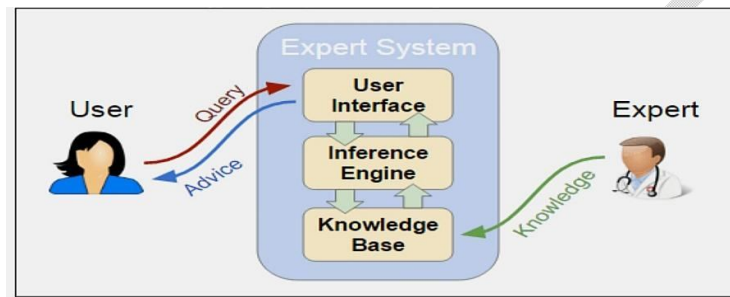 Expert System
User
Interface
User
Query
Advice
Inference
Engine
Knowledge
Base
Expert
Knowledge